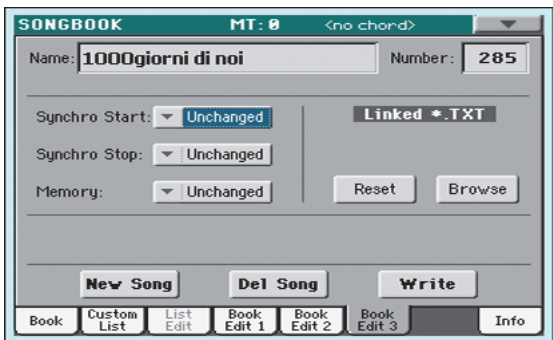 SONGBOOK MT: 0 <no chord>
Name: 1000giorni di noi Number: 285
Synchro Start: Unchanged Linked *.TXT
Synchro Stop: Unchanged
Memory: Unchanged Reset Browse
New Song Del Song Write
Book Custom List List Edit Book Edit 1 Book Edit 2 Book Edit 3 Info